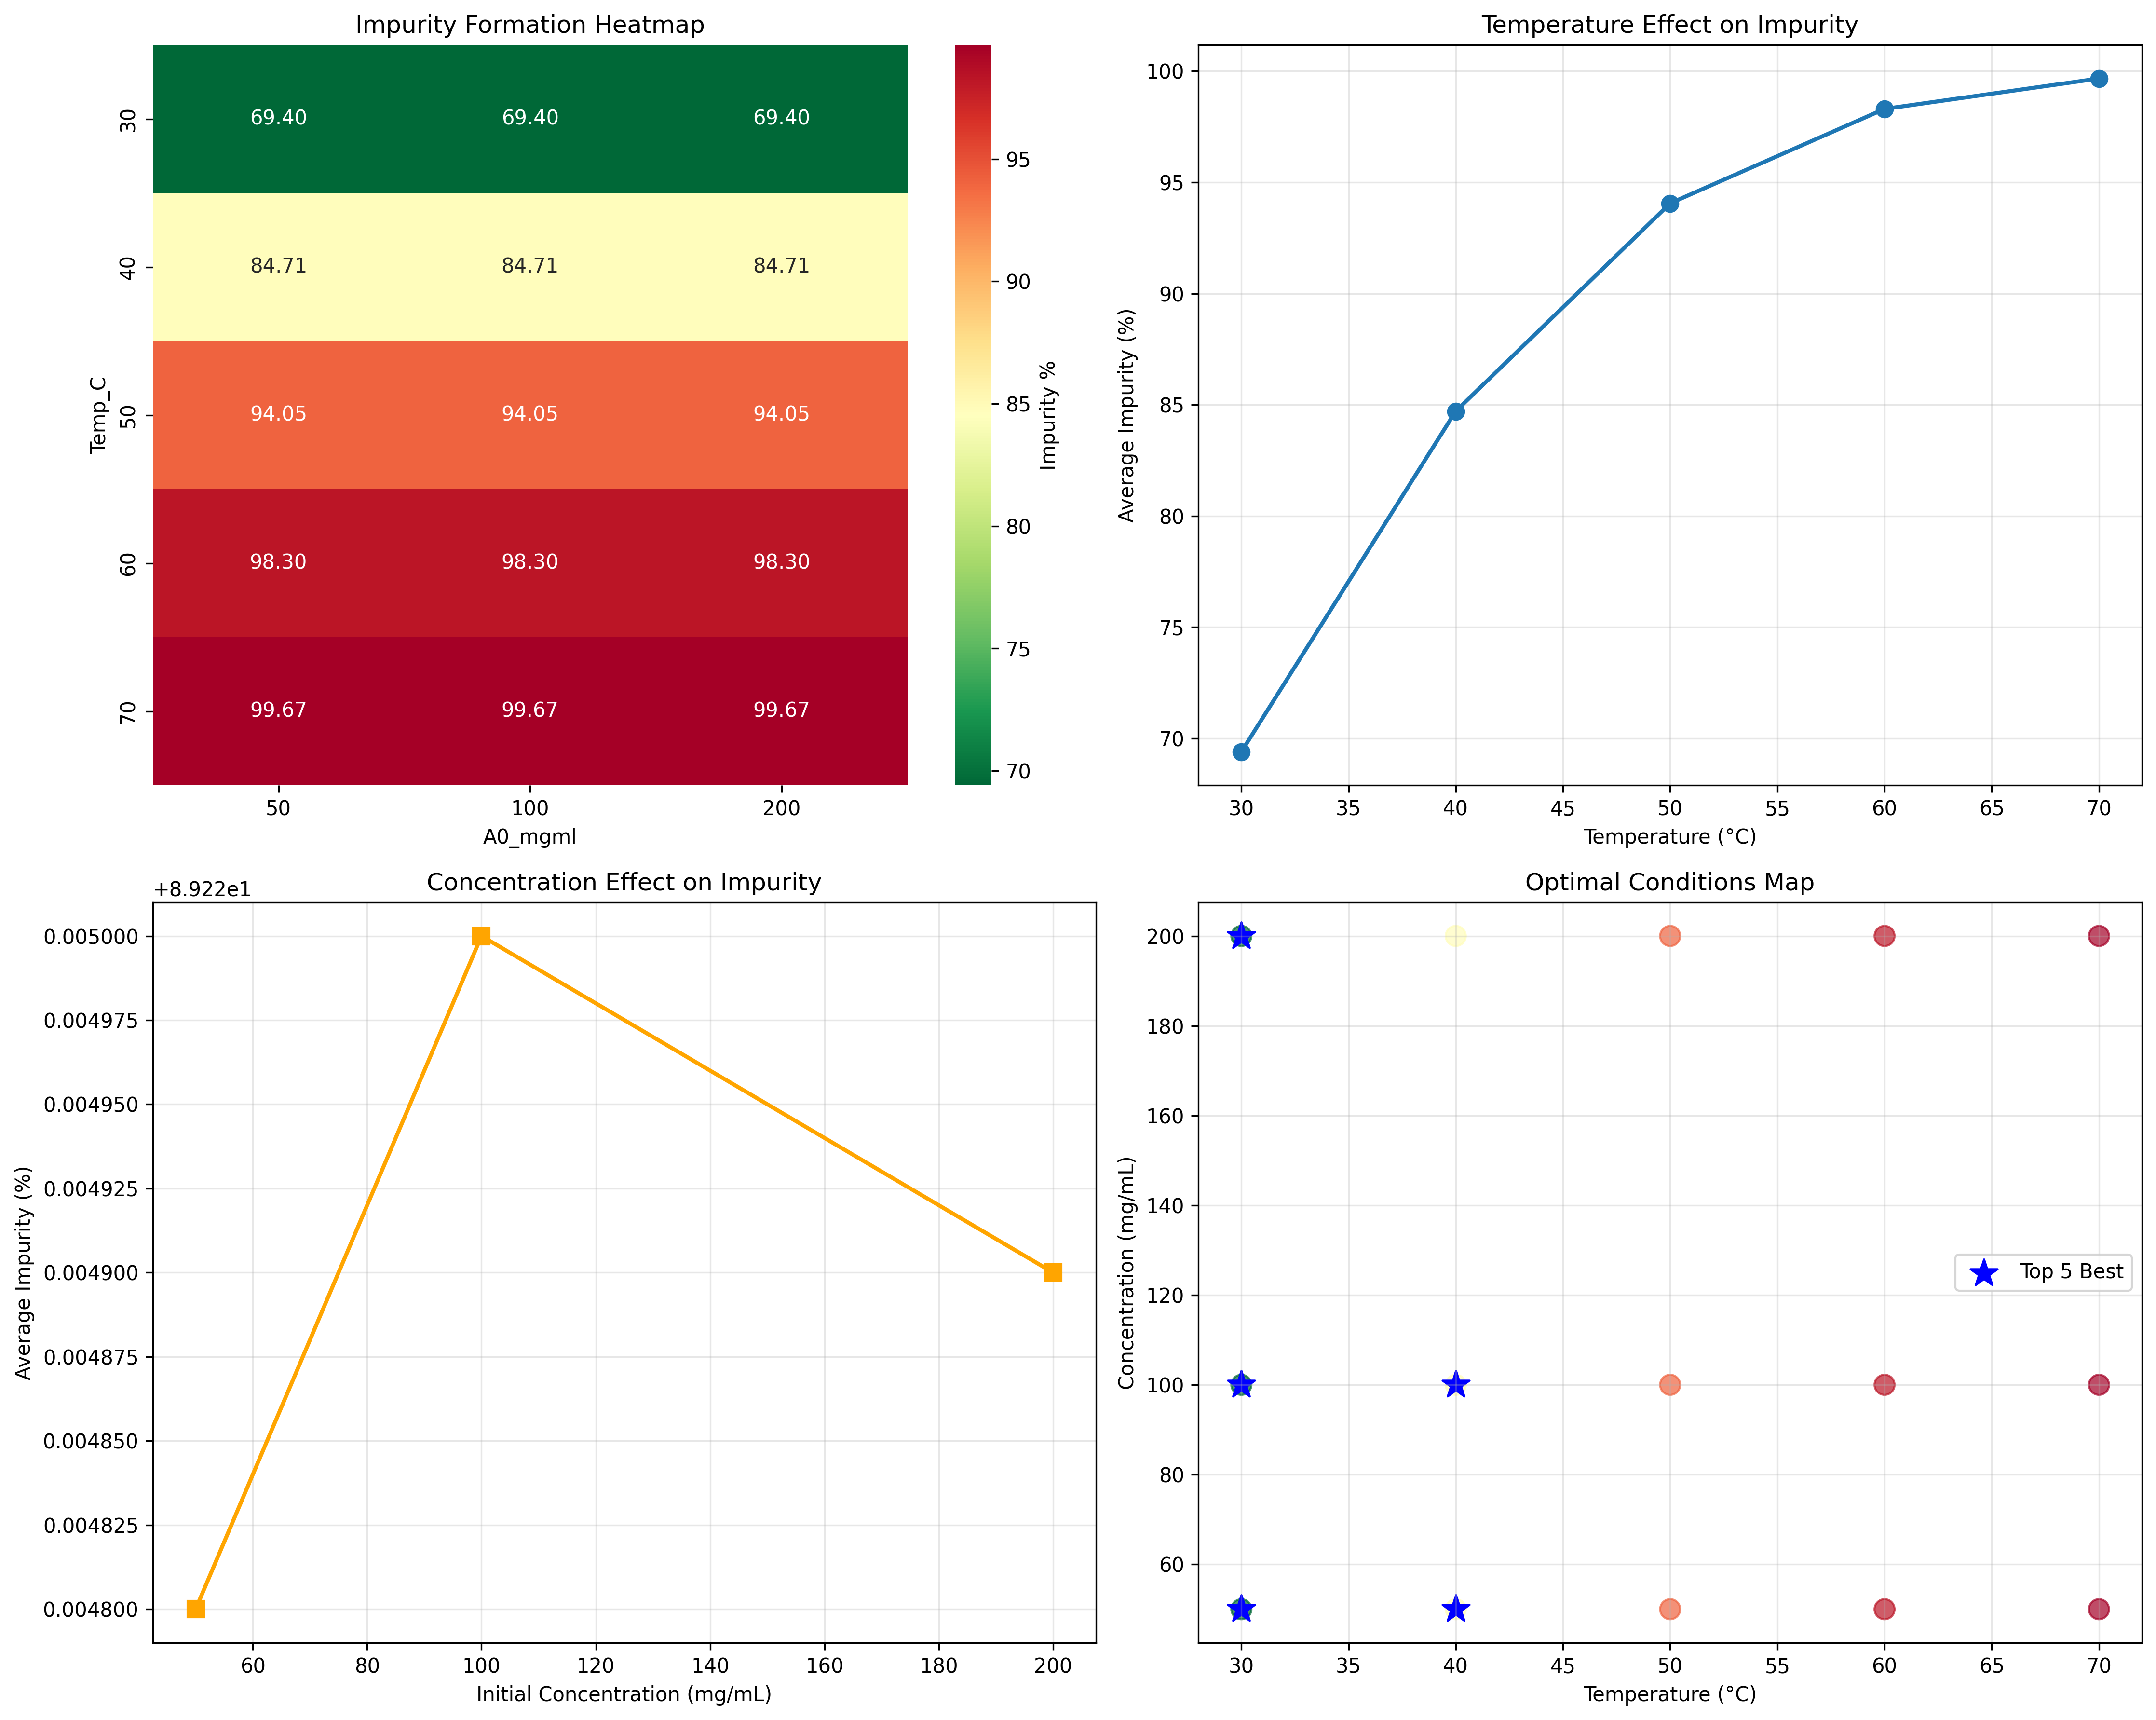 Impurity Formation Heatmap
30
40
50
60
70
Temp_C
69.40 69.40 69.40
84.71 84.71 84.71
94.05 94.05 94.05
98.30 98.30 98.30
99.67 99.67 99.67
50 100 200
A0_mgml
95
90
85
80
75
70
Impurity %
Temperature Effect on Impurity
100
95
90
85
80
75
70
Average Impurity (%)
30 35 40 45 50 55 60 65 70
Temperature (°C)
Concentration Effect on Impurity
+8.922e1
0.005000
0.004975
0.004950
0.004925
0.004900
0.004875
0.004850
0.004825
0.004800
Average Impurity (%)
60 80 100 120 140 160 180 200
Initial Concentration (mg/mL)
Optimal Conditions Map
200
180
160
140
120
100
80
60
Concentration (mg/mL)
Top 5 Best
30 35 40 45 50 55 60 65 70
Temperature (°C)